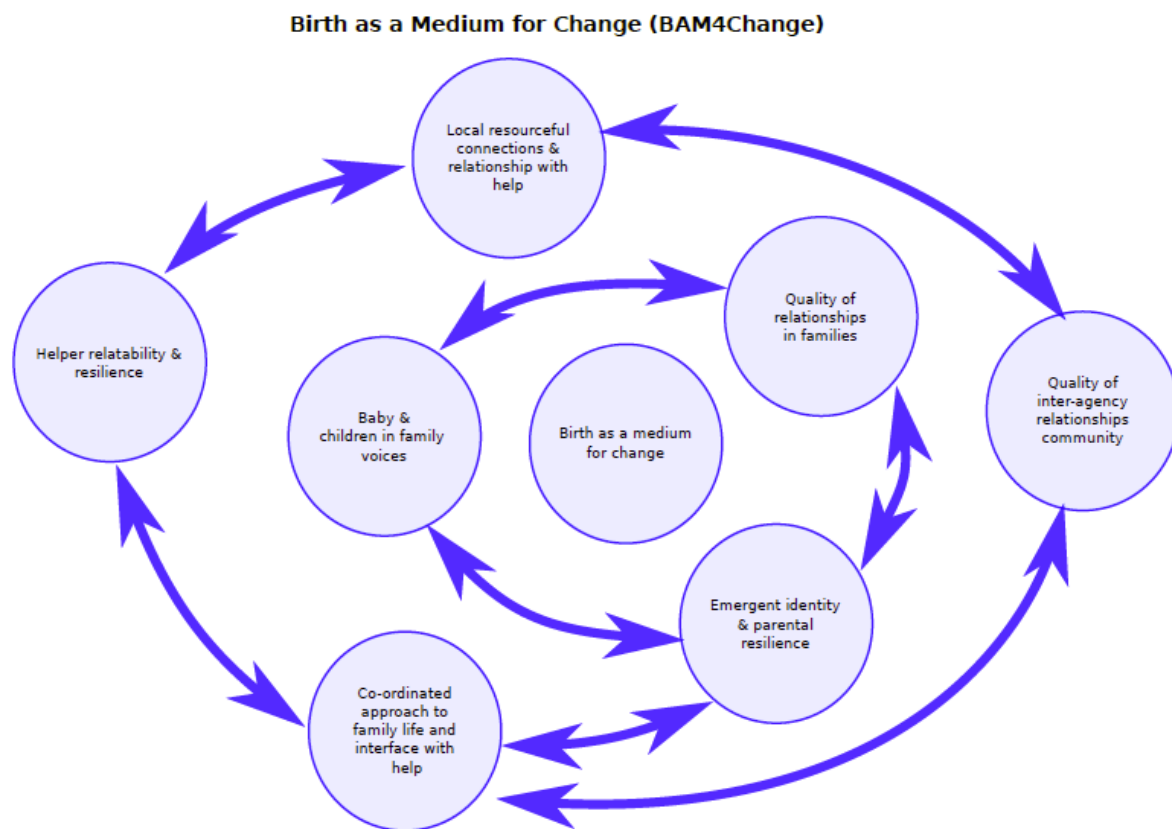 Birth as a Medium for Change (BAM4Change)
Local resourceful
connections &
relationship with
help
Quality of
relationships
in families
Helper relatability &
resilience
Baby &
children in family
voices
Birth as a medium
for change
Quality of
inter-agency
relationships
community
Emergent identity
& parental
resilience
Co-ordinated
approach to
family life and
interface with
help